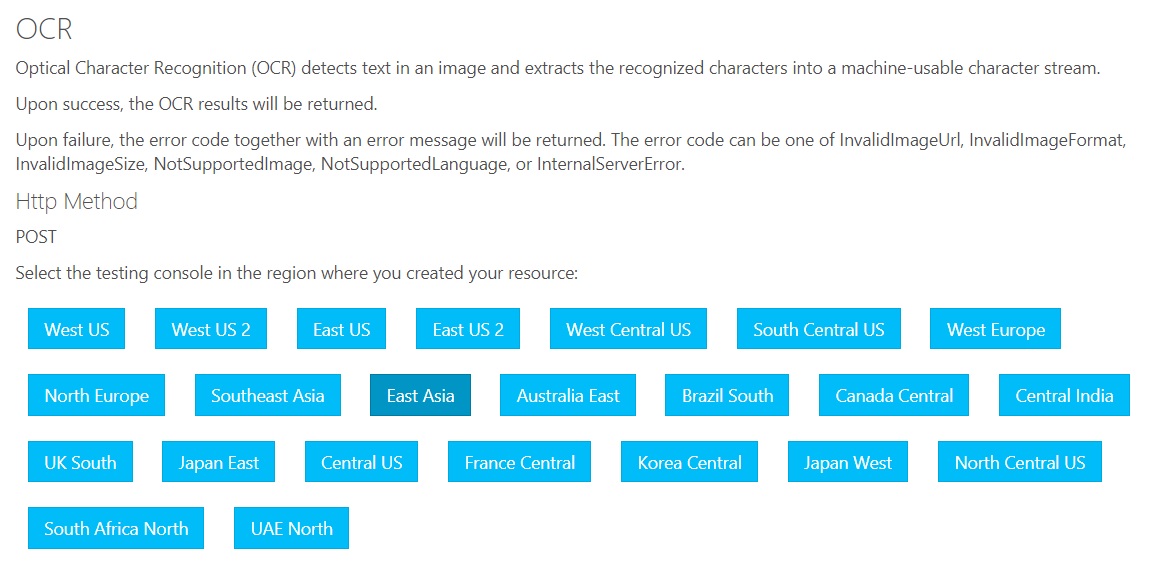 OCR
Optical Character Recognition (OCR) detects text in an image and extracts the recognized characters into a machine-usable character stream.
Upon success, the OCR results will be returned.
Upon failure, the error code together with an error message will be returned. The error code can be one of InvalidImageUrl, InvalidImageFormat,
InvalidImageSize, NotSupportedImage, NotSupportedLanguage, or InternalServerError.
Http Method
POST
Select the testing console in the region where you created your resource:
West US West US 2 East US East US 2 West Central US South Central US West Europe
North Europe Southeast Asia East Asia Australia East Brazil South Canada Central Central India
UK South Japan East Central US France Central Korea Central Japan West North Central US
South Africa North UAE North